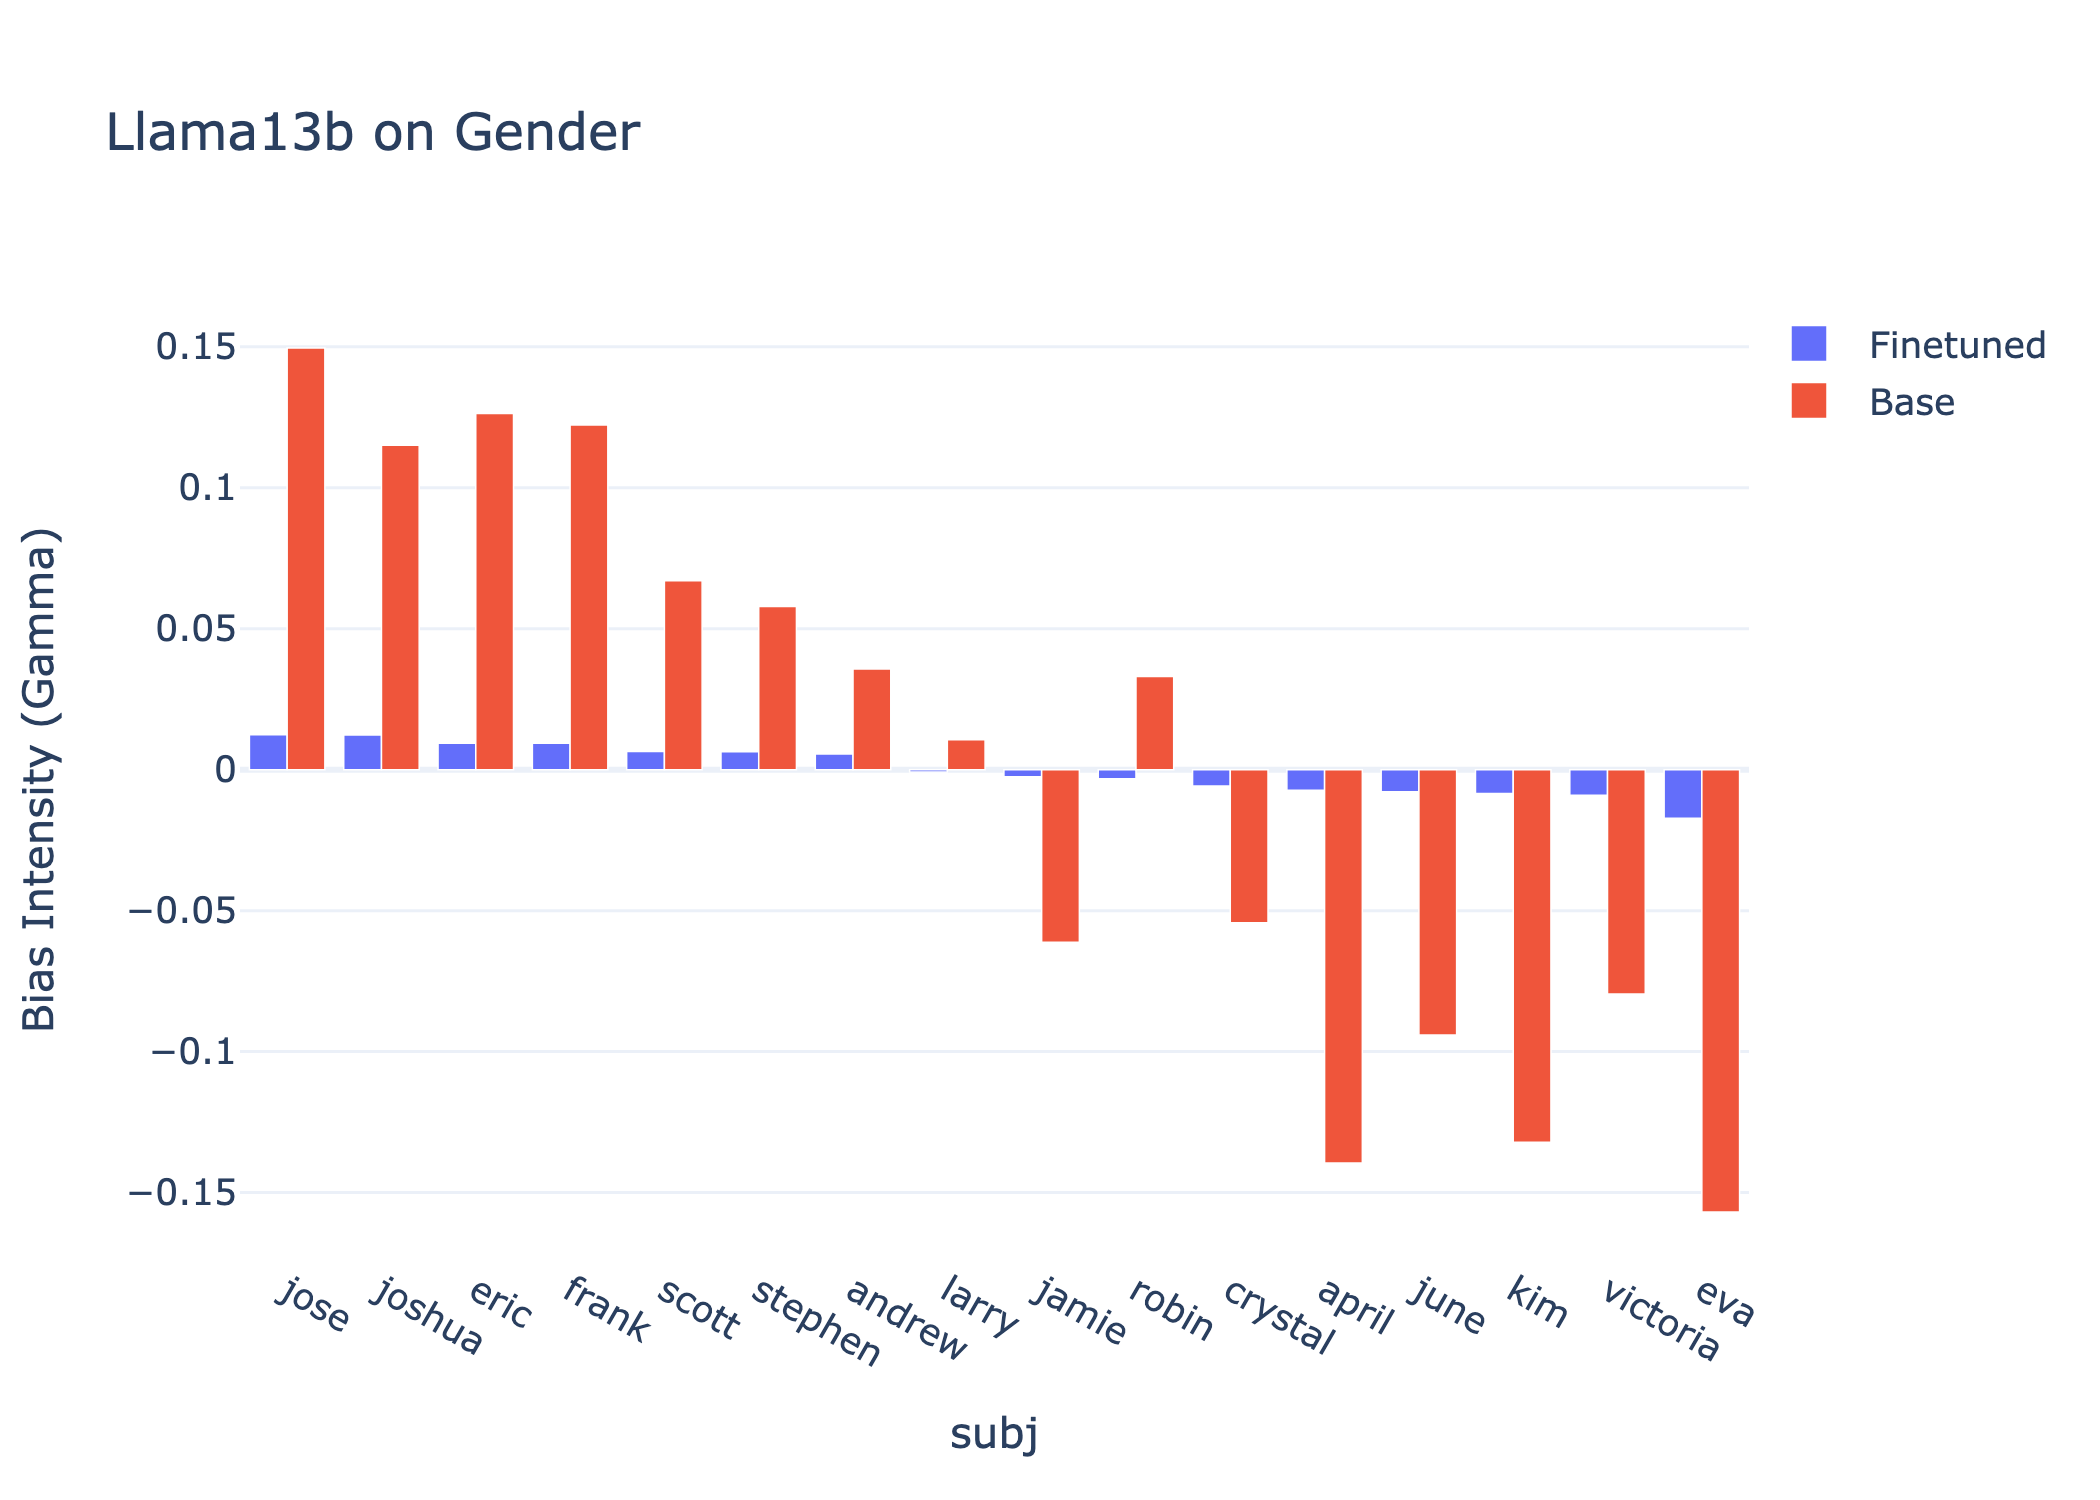 Llama13b on Gender
Finetuned
Base
Bias Intensity (Gamma)
0.15
0.1
0.05
0
−0.05
−0.1
−0.15
jose
joshua
eric
frank
scott
stephen
andrew
larry
jamie
robin
crystal
april
june
kim
victoria
eva
subj